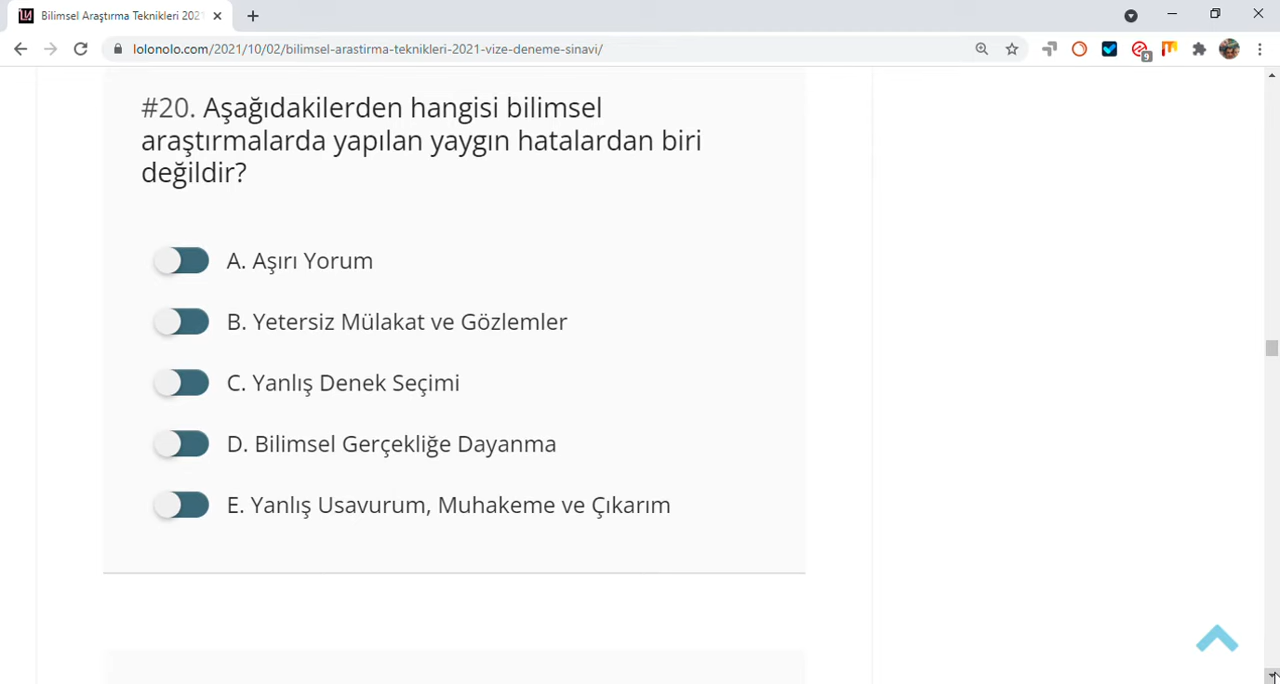 Bilimsel Araştırma Teknikleri 202
lolonolo.com/2021/10/02/bilimsel-arastirma-teknikleri-2021-vize-deneme-sinavi/
9
#20. Aşağıdakilerden hangisi bilimsel
araştırmalarda yapılan yaygın hatalardan biri
değildir?
A. Aşırı Yorum
B. Yetersiz Mülakat ve Gözlemler
C. Yanlış Denek Seçimi
D. Bilimsel Gerçekliğe Dayanma
E. Yanlış Usavurum, Muhakeme ve Çıkarım